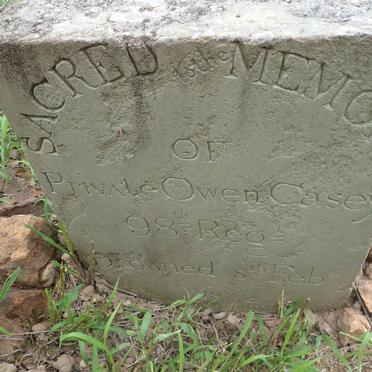 SACRED to the MEMO
OF
Private Owen Casey
98th Regt
Drowned 8th Feb